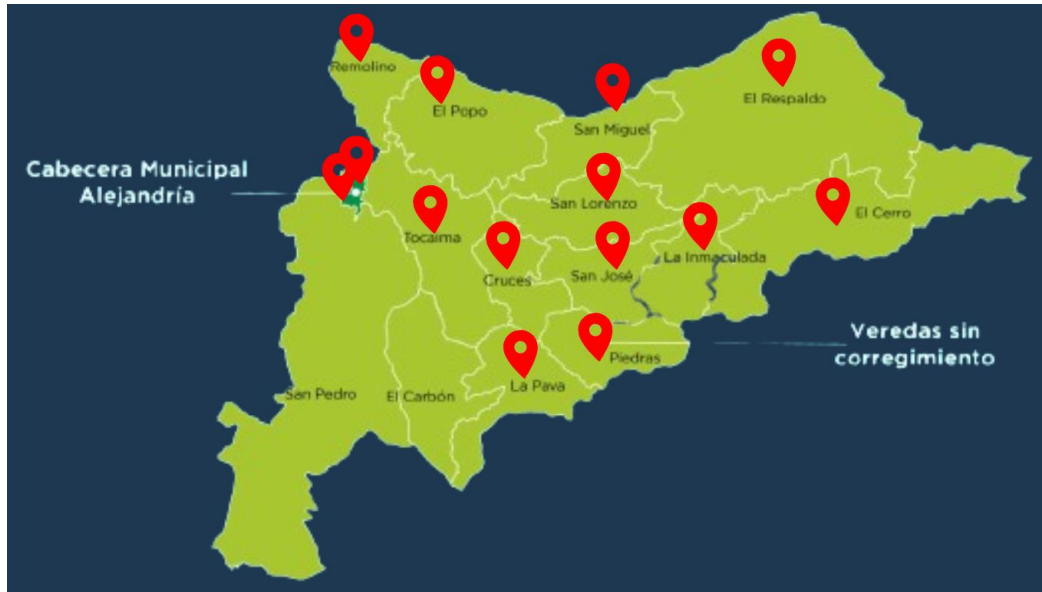 Remolino
El Popo
San Miguel
El Respaldo
Cabecera Municipal
Alejandría
San Lorenzo
El Cerro
Tocaima
Cruces
San José
La Inmaculada
Veredas sin
corregimiento
Piedras
La Pava
San Pedro
El Carbón